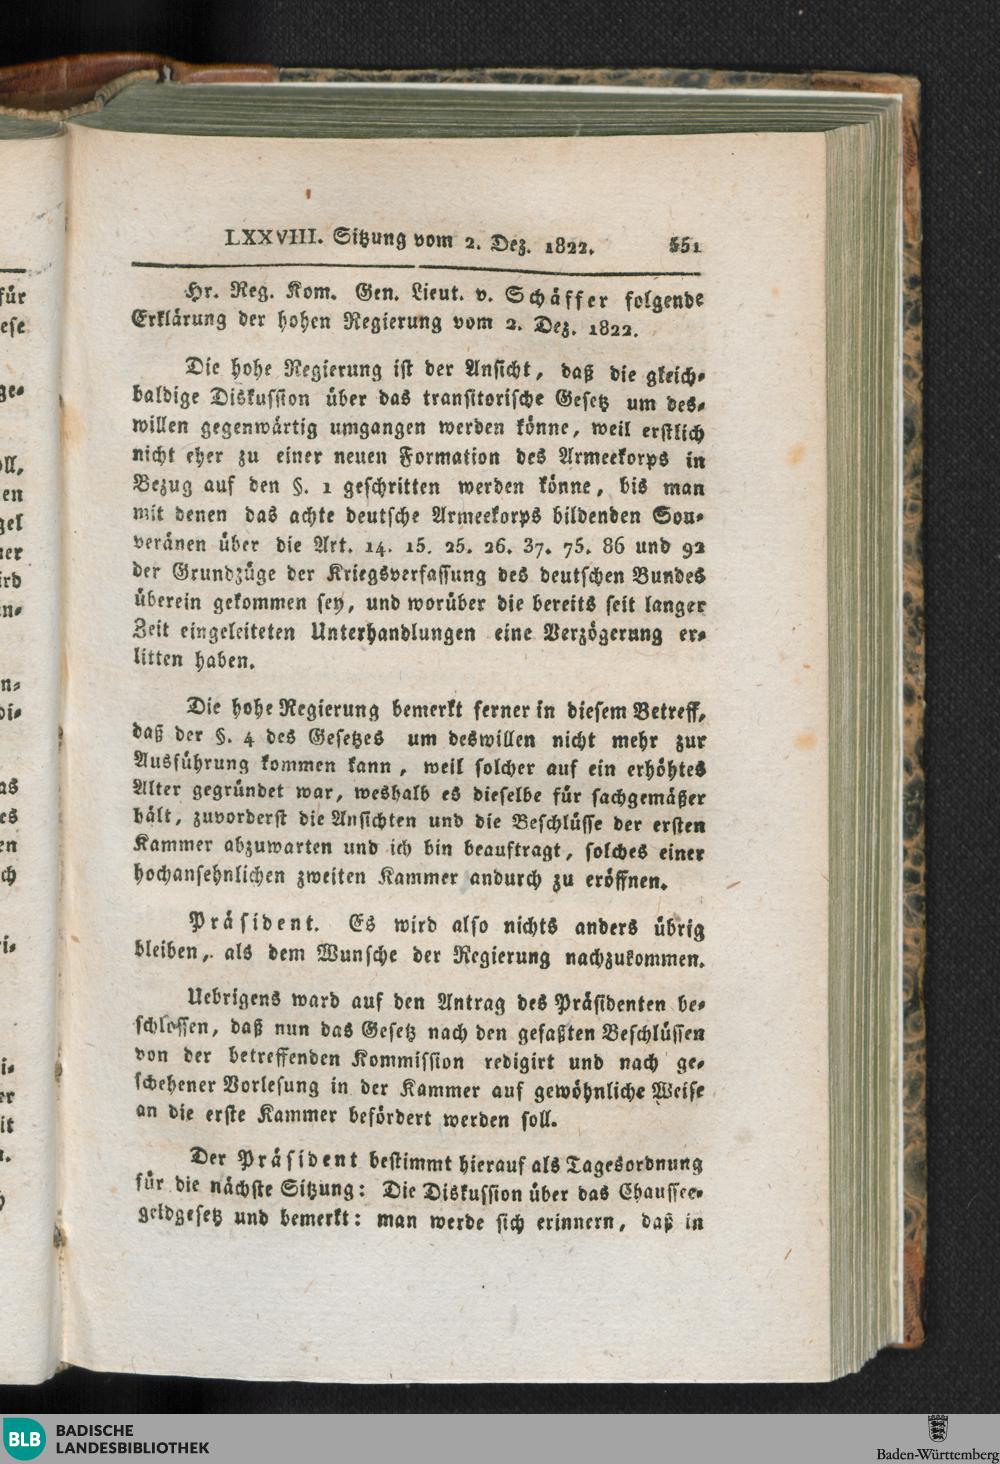 LXXVIII. Sitzung vom 2. Dez. 1822. 551
Hr. Reg. Kom. Gen. Lieut. v. Schäffer folgende
Erklärung der hohen Regierung vom 2. Dez. 1822.
Die hohe Regierung ist der Ansicht, daß die gleich-
baldige Diskussion über das transitorische Gesetz um des-
willen gegenwärtig umgangen werden könne, weil erstlich
nicht eher zu einer neuen Formation des Armeekorps in
Bezug auf den §. 1 geschritten werden könne, bis man
mit denen das achte deutsche Armeekorps bildenden Sou-
veränen über die Art. 14. 15. 25. 26. 37. 75. 86 und 92
der Grundzüge der Kriegsverfassung des deutschen Bundes
überein gekommen sey, und worüber die bereits seit langer
Zeit eingeleiteten Unterhandlungen eine Verzögerung er-
litten haben.
Die hohe Regierung bemerkt ferner in diesem Betreff,
daß der §. 4 des Gesetzes um deswillen nicht mehr zur
Ausführung kommen kann, weil solcher auf ein erhöhtes
Alter gegründet war, weshalb es dieselbe für sachgemäßer
hält, zuvorderst die Ansichten und die Beschlüsse der ersten
Kammer abzuwarten und ich bin beauftragt, solches einer
hochansehnlichen zweiten Kammer andurch zu eröffnen.
Präsident. Es wird also nichts anders übrig
bleiben, als dem Wunsche der Regierung nachzukommen.
Uebrigens ward auf den Antrag des Präsidenten be-
schlossen, daß nun das Gesetz nach den gefaßten Beschlüssen
von der betreffenden Kommission redigirt und nach ge-
schehener Vorlesung in der Kammer auf gewöhnliche Weise
an die erste Kammer befördert werden soll.
Der Präsident bestimmt hierauf als Tagesordnung
für die nächste Sitzung: Die Diskussion über das Chaussee-
geldgesetz und bemerkt: man werde sich erinnern, daß in
BLB BADISCHE
LANDESBIBLIOTHEK
Baden-Württemberg